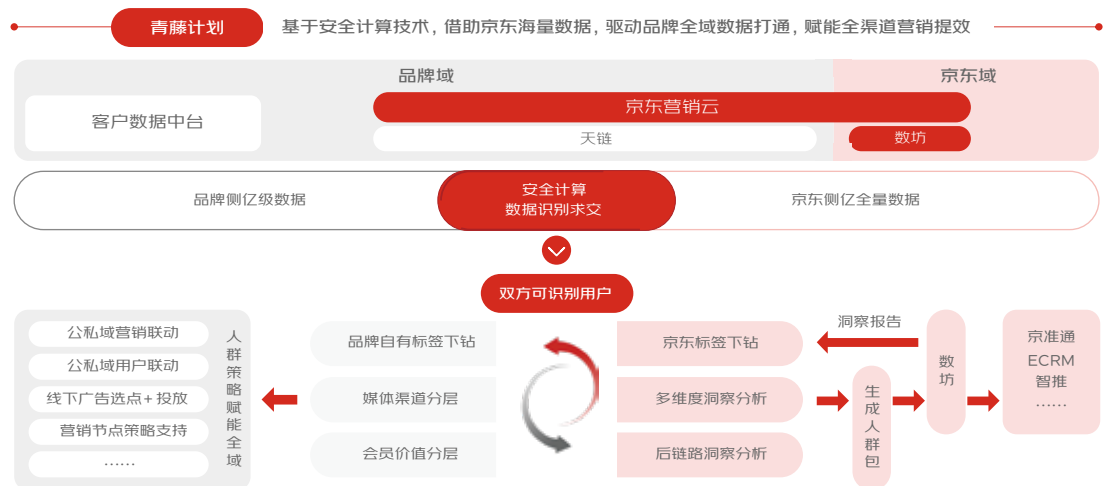 青藤计划
基于安全计算技术, 借助京东海量数据, 驱动品牌全域数据打通, 赋能全渠道营销提效
品牌域
京东域
客户数据中台
京东营销云
天链
数坊
品牌侧亿级数据
安全计算
数据识别求交
京东侧亿全量数据
双方可识别用户
公私域营销联动
公私域用户联动
线下广告选点+投放
营销节点策略支持
......
人群策略赋能全域
品牌自有标签下钻
媒体渠道分层
会员价值分层
京东标签下钻
多维度洞察分析
后链路洞察分析
洞察报告
生成人群包
数坊
京准通
ECRM
智推
......